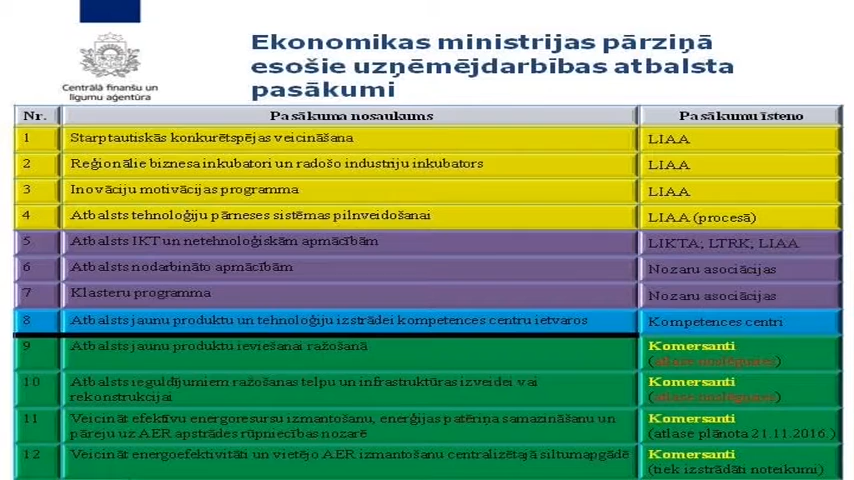 Centrālā finanšu un
līgumu aģentūra
Ekonomikas ministrijas pārziņā
esošie uzņēmējdarbības atbalsta
pasākumi
Nr. Pasākuma nosaukums Pasākumu īsteno
1 Starptautiskās konkurētspējas veicināšana LIAA
2 Reģionālie biznesa inkubatori un radošo industriju inkubators LIAA
3 Inovāciju motivācijas programma LIAA
4 Atbalsts tehnoloģiju pārneses sistēmas pilnveidošanai LIAA (procesā)
5 Atbalsts IKT un netehnoloģiskām apmācībām LIKTA, LTRK, LIAA
6 Atbalsts nodarbināto apmācībām Nozaru asociācijas
7 Klasteru programma Nozaru asociācijas
8 Atbalsts jaunu produktu un tehnoloģiju izstrādei kompetences centru ietvaros Kompetences centri
9 Atbalsts jaunu produktu ieviešanai ražošanā Komersanti
(atlase noslēgusies)
10 Atbalsts ieguldījumiem ražošanas telpu un infrastruktūras izveidei vai Komersanti
rekonstrukcijai (atlase noslēgusies)
11 Veicināt efektīvu energoresursu izmantošanu, enerģijas patēriņa samazināšanu un Komersanti
pāreju uz AER apstrādes rūpniecības nozarē (atlase plānota 21.11.2016.)
12 Veicināt energoefektivitāti un vietējo AER izmantošanu centralizētajā siltumapgādē Komersanti
(tiek izstrādāti noteikumi)